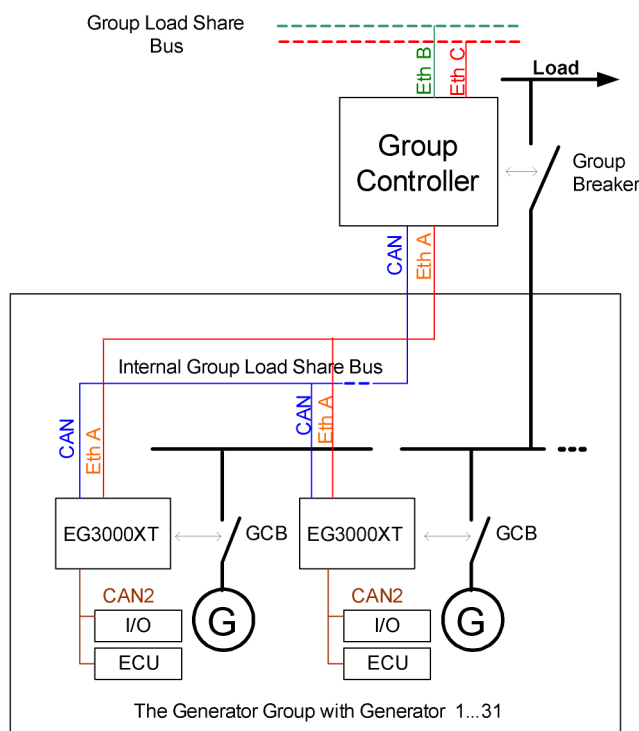 Group Load Share
Bus
Eth B
Eth C
Load
Group
Controller
Group
Breaker
CAN
Eth A
Internal Group Load Share Bus
CAN
Eth A
CAN
Eth A
EG3000XT
GCB
EG3000XT
GCB
CAN2
I/O
ECU
G
CAN2
I/O
ECU
G
The Generator Group with Generator 1...31